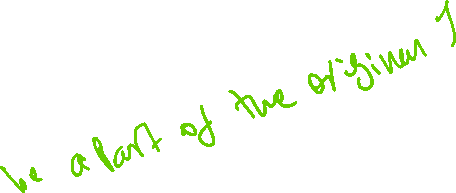 be a part of the original